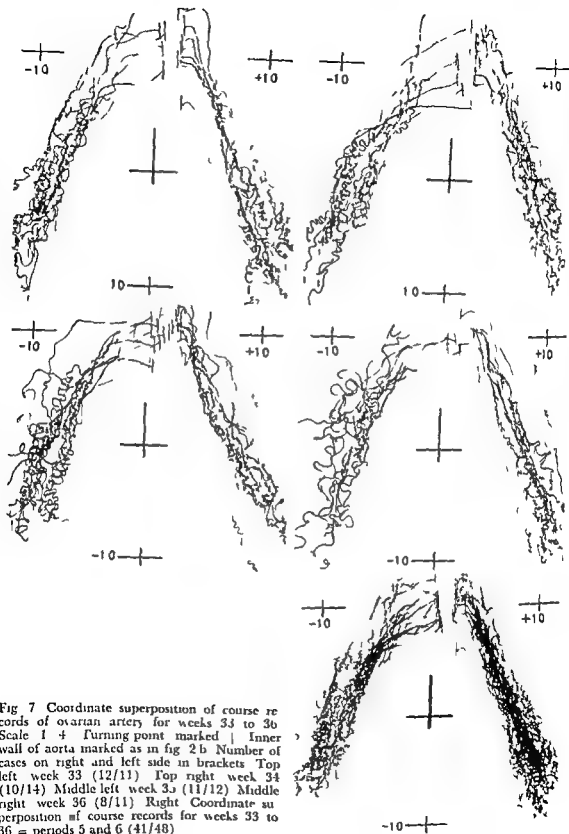 -10
+10
-10
+10
10
10
-10
+10
-10
+10
-10
-10
-10
+10
-10
Fig 7 Coordinate superposition of course re
cords of ovarian artery for weeks 33 to 36
Scale 1 4 Turning point marked | Inner
wall of aorta marked as in fig 2 b Number of
cases on right and left side in brackets Top
left week 33 (12/11) Top right week 34
(10/14) Middle left week 35 (11/12) Middle
right week 36 (8/11) Right Coordinate su
perposition of course records for weeks 33 to
36 = periods 5 and 6 (41/48)